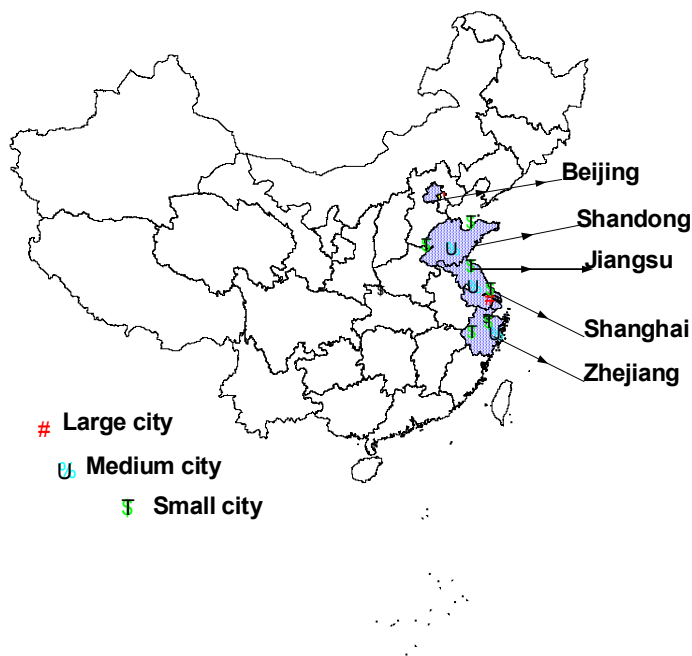 Beijing
Shandong
Jiangsu
Shanghai
Zhejiang
# Large city
U Medium city
T Small city